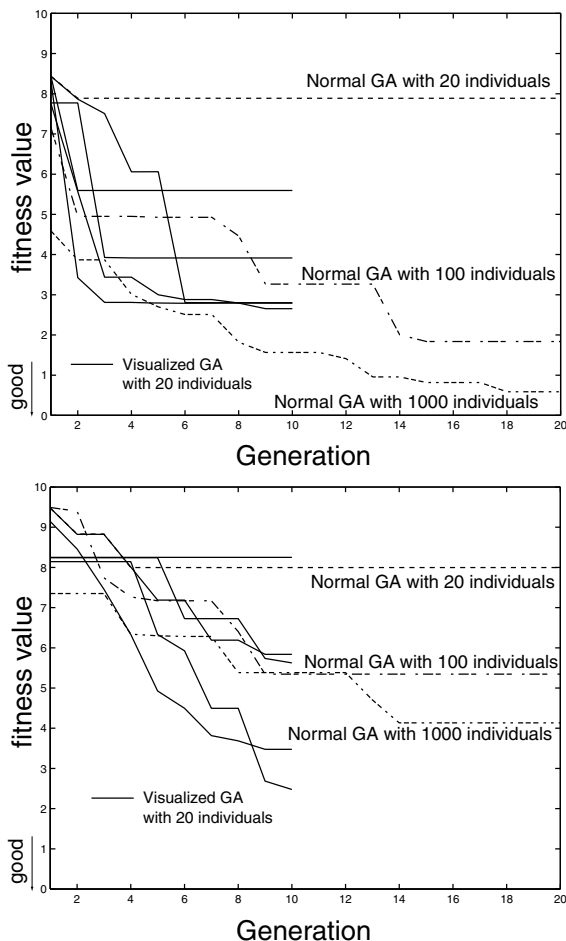 10
9
8
7
6
5
4
3
2
1
0
fitness value
good
Normal GA with 20 individuals
Normal GA with 100 individuals
Visualized GA
with 20 individuals
Normal GA with 1000 individuals
2 4 6 8 10 12 14 16 18 20
Generation
10
9
8
7
6
5
4
3
2
1
0
fitness value
good
Normal GA with 20 individuals
Normal GA with 100 individuals
Normal GA with 1000 individuals
Visualized GA
with 20 individuals
2 4 6 8 10 12 14 16 18 20
Generation